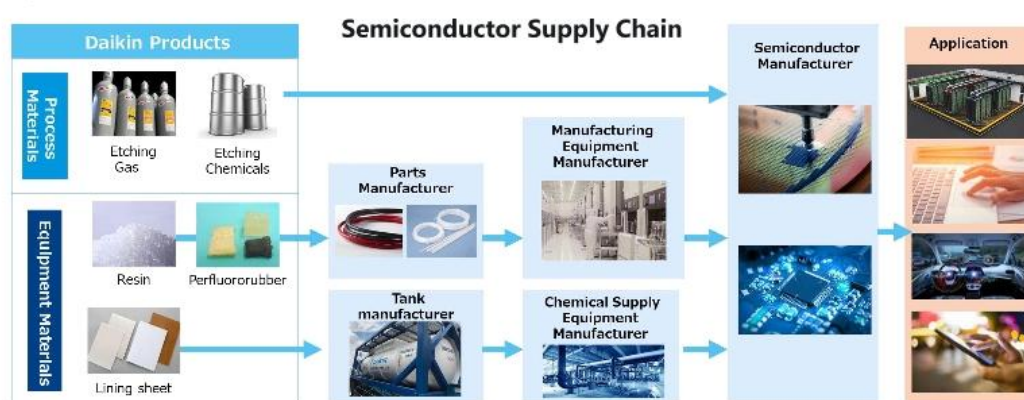 Semiconductor Supply Chain
Daikin Products
Process
Materials
Etching
Gas
Etching
Chemicals
Equipment Materials
Resin
Perfluororubber
Lining sheet
Parts
Manufacturer
Tank
manufacturer
Manufacturing
Equipment
Manufacturer
Chemical Supply
Equipment
Manufacturer
Semiconductor
Manufacturer
Application